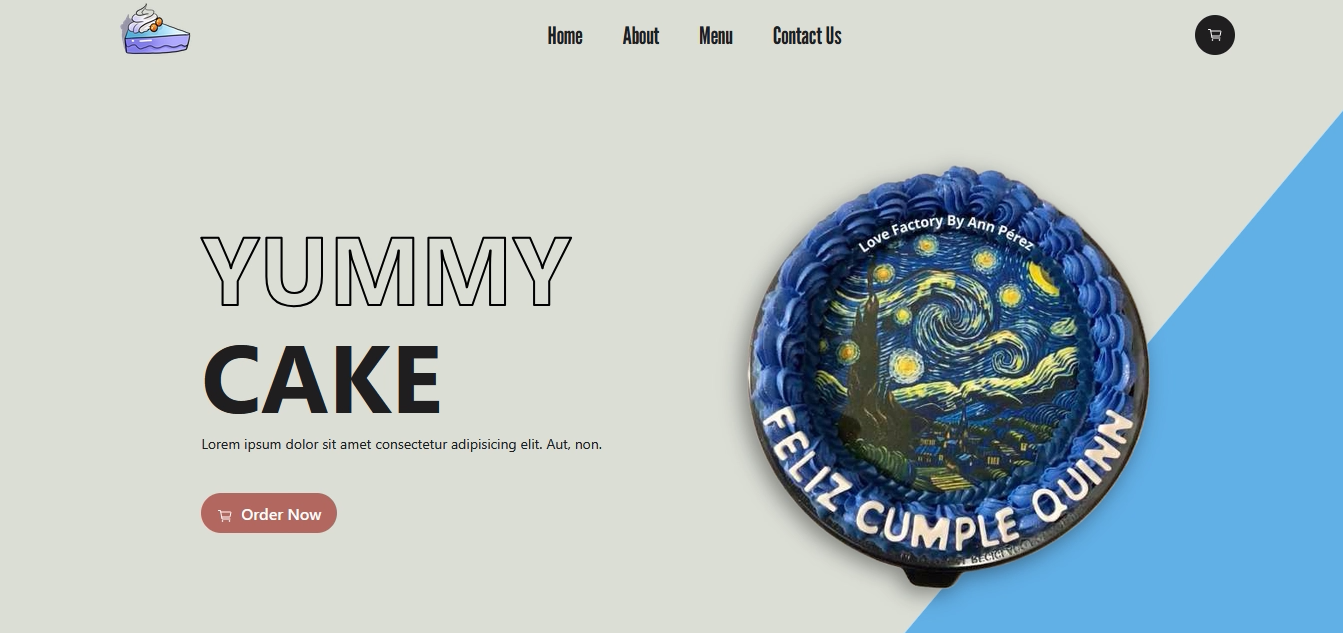 Home
About
Menu
Contact Us
YUMMY
CAKE
Lorem ipsum dolor sit amet consectetur adipisicing elit. Aut, non.
Order Now
Love Factory By Ann Pérez
FELIZ CUMPLE QUINN